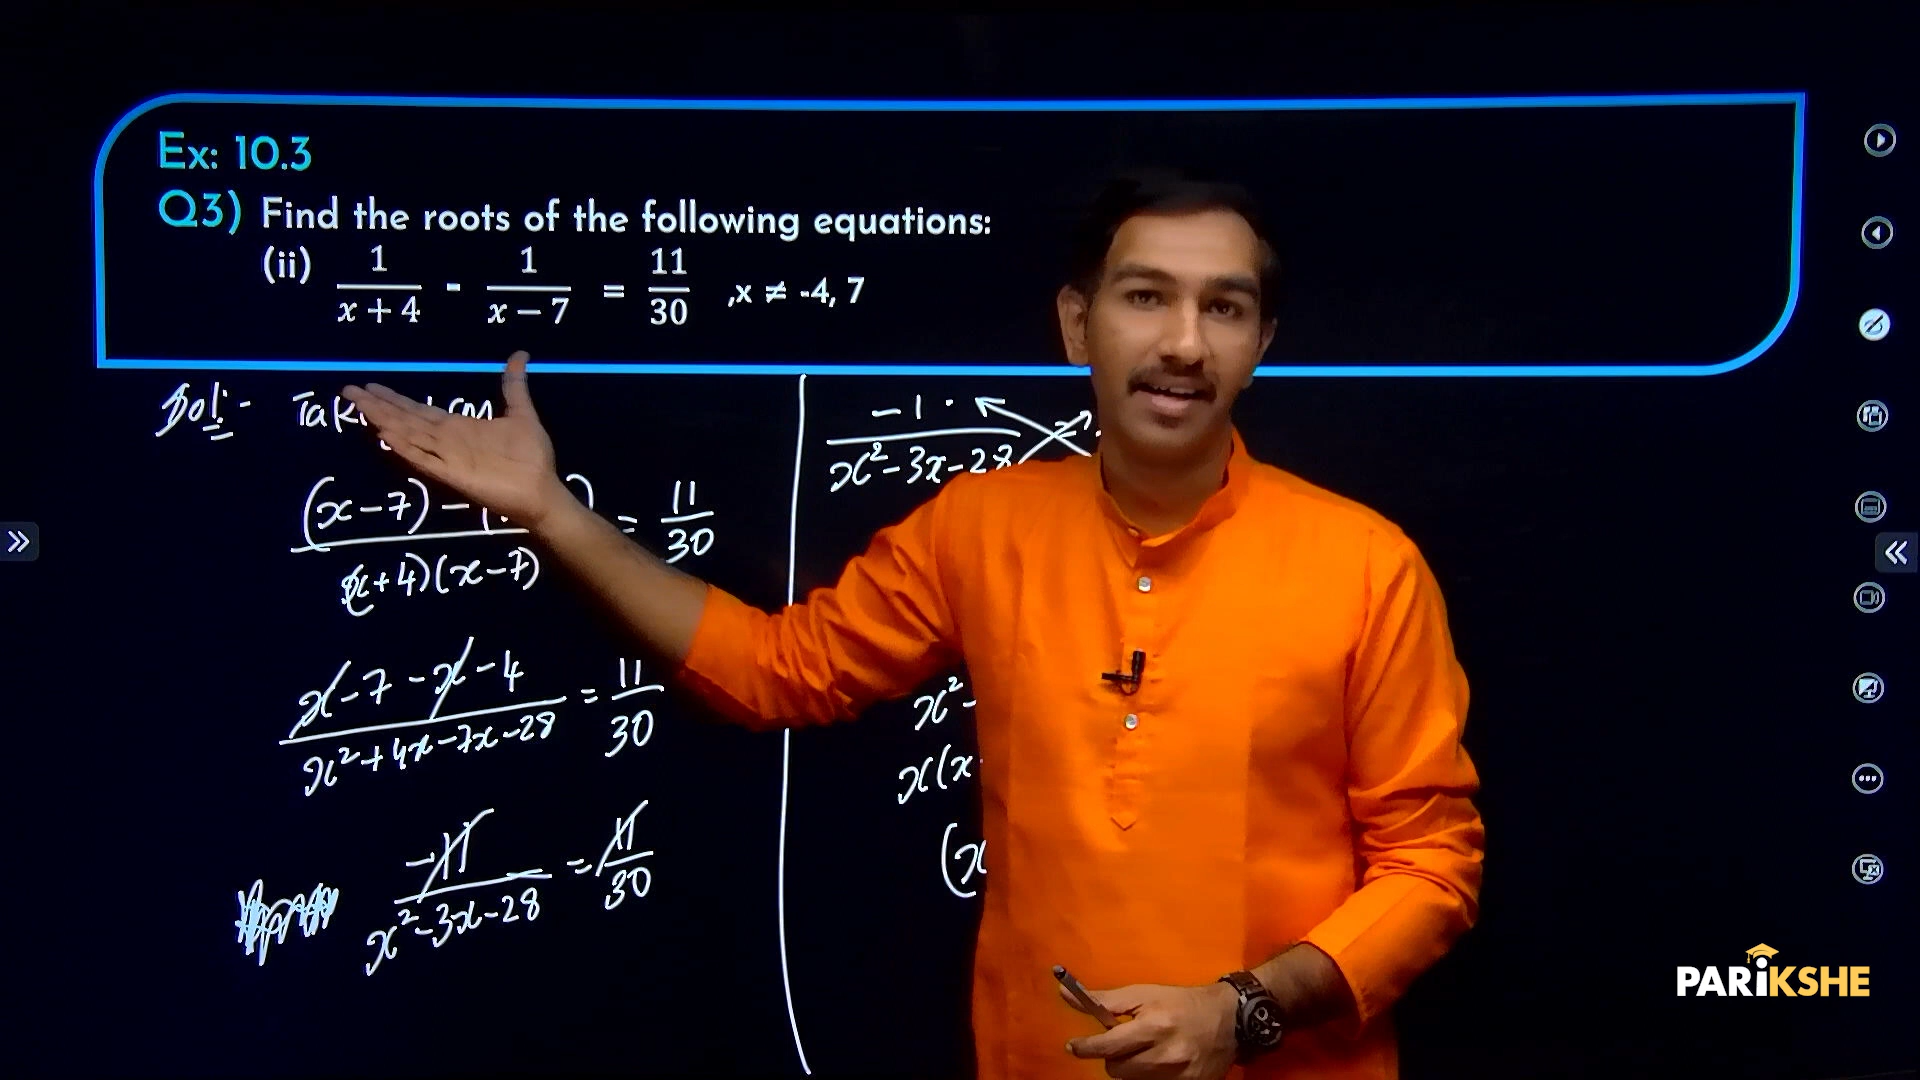 Ex: 10.3
Q3) Find the roots of the following equations:
(ii) 1/(x + 4) - 1/(x − 7) = 11/30 ,x ≠ -4, 7
Sol:-
(x-7) - = 11/30
(x+4)(x-7)
x-7-x-4 = 11/30
x²+4x-7x-28
-11/(x²-3x-28) = 11/30
-1
x²-3x-28
x²-
x(x
(x
PARIKSHE